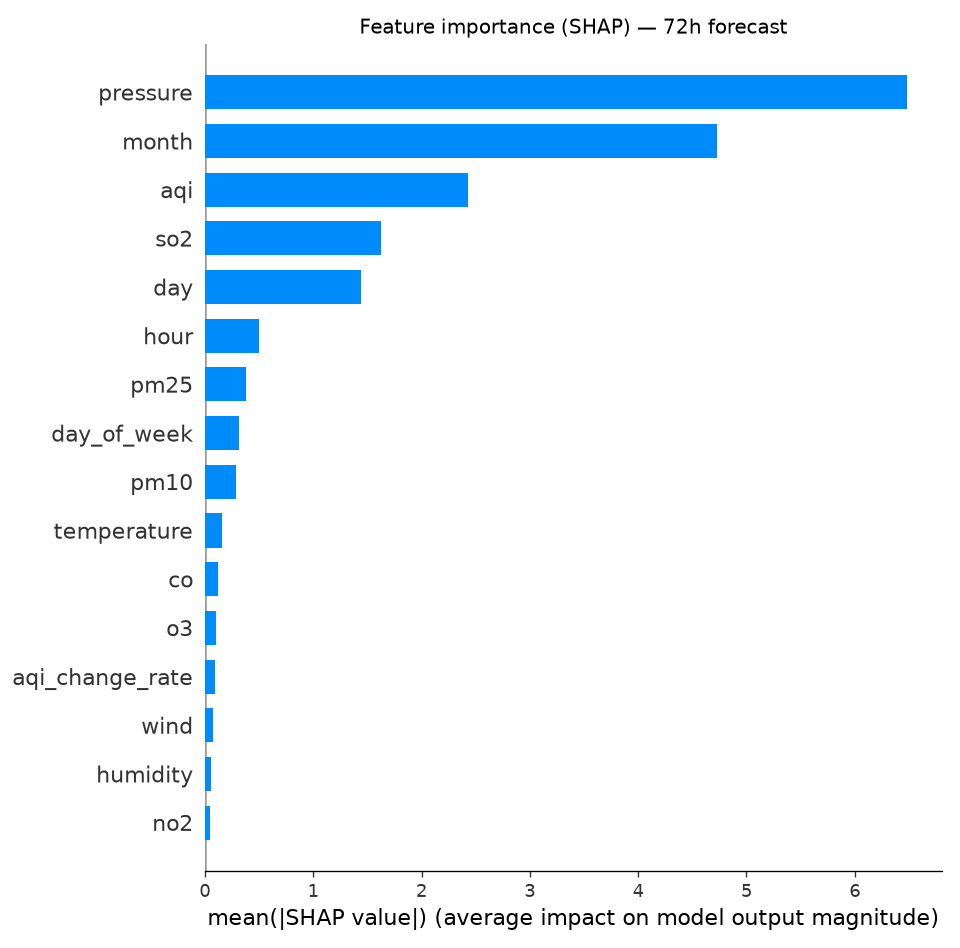 Feature importance (SHAP) — 72h forecast
pressure
month
aqi
so2
day
hour
pm25
day_of_week
pm10
temperature
co
o3
aqi_change_rate
wind
humidity
no2
0 1 2 3 4 5 6
mean(|SHAP value|) (average impact on model output magnitude)